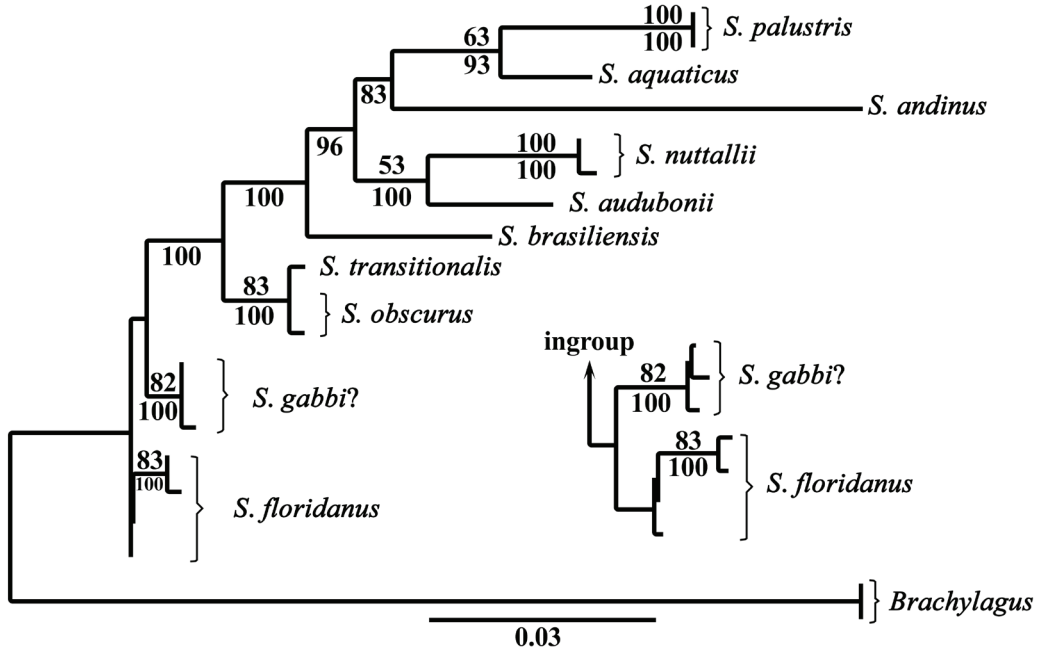 100
S. palustris
100
63
93
S. aquaticus
83
S. andinus
96
100
S. nuttallii
100
53
100
S. audubonii
100
S. brasiliensis
100
S. transitionalis
83
100
S. obscurus
ingroup
82
S. gabbi?
100
82
S. gabbi?
100
83
100
S. floridanus
83
100
S. floridanus
Brachylagus
0.03